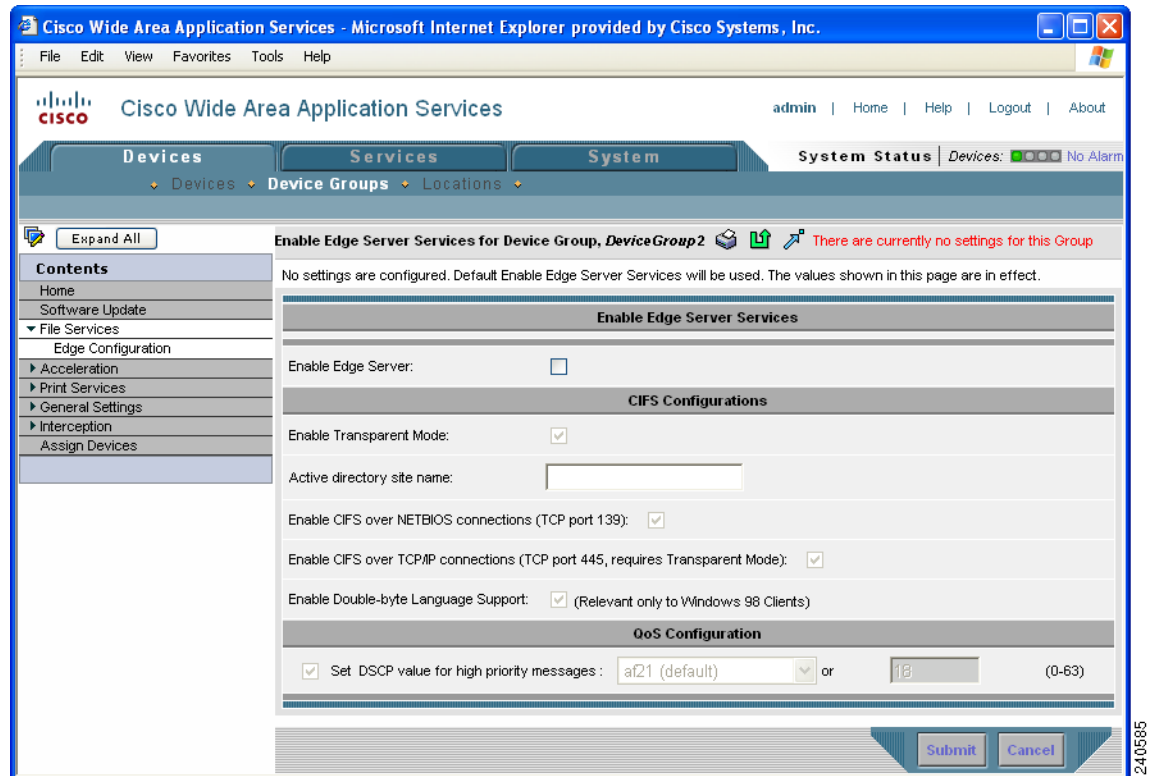 Cisco Wide Area Application Services - Microsoft Internet Explorer provided by Cisco Systems, Inc.
File Edit View Favorites Tools Help
CISCO
Cisco Wide Area Application Services
admin | Home | Help | Logout | About
Devices Services System
System Status | Devices: No Alarm
Devices Device Groups Locations
Expand All
Contents
Home
Software Update
File Services
Edge Configuration
Acceleration
Print Services
General Settings
Interception
Assign Devices
Enable Edge Server Services for Device Group, DeviceGroup2 There are currently no settings for this Group
No settings are configured. Default Enable Edge Server Services will be used. The values shown in this page are in effect.
Enable Edge Server Services
Enable Edge Server:
CIFS Configurations
Enable Transparent Mode:
Active directory site name:
Enable CIFS over NETBIOS connections (TCP port 139):
Enable CIFS over TCP/IP connections (TCP port 445, requires Transparent Mode):
Enable Double-byte Language Support: (Relevant only to Windows 98 Clients)
QoS Configuration
Set DSCP value for high priority messages : af21 (default) or 18 (0-63)
Submit Cancel
240585